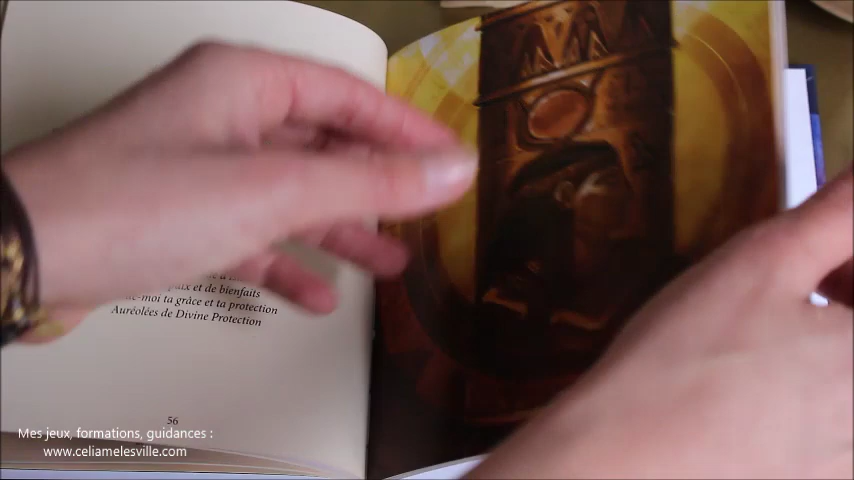 et de bienfaits
-moi ta grâce et ta protection
Auréolées de Divine Protection
56
Mes jeux, formations, guidances :
www.celiamelesville.com